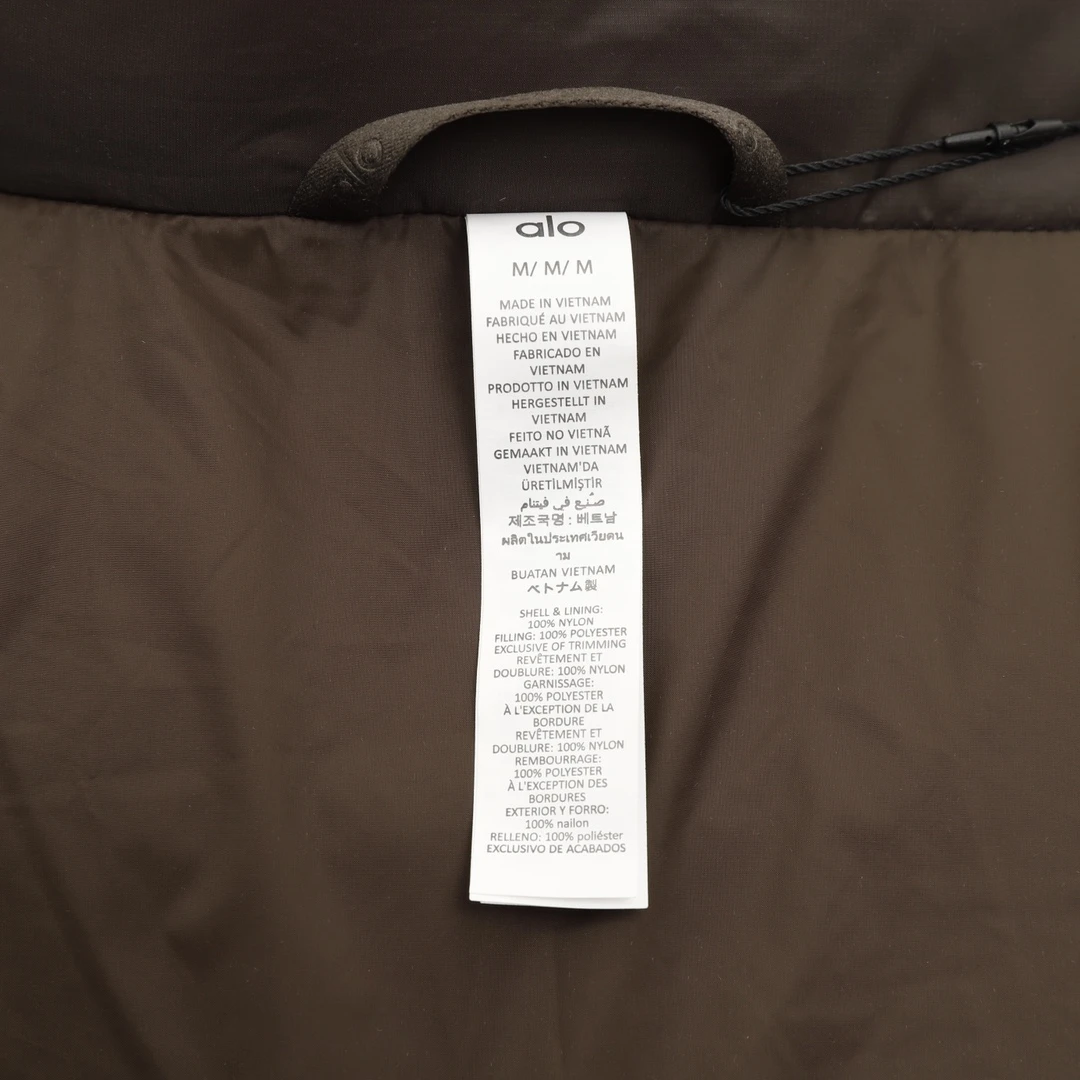 alo
M/ M/ M
MADE IN VIETNAM
FABRIQUÉ AU VIETNAM
HECHO EN VIETNAM
FABRICADO EN
VIETNAM
PRODOTTO IN VIETNAM
HERGESTELLT IN
VIETNAM
FEITO NO VIETNÃ
GEMAAKT IN VIETNAM
VIETNAM'DA
ÜRETİLMİŞTİR
صُنِع في فيتنام
제조국명 : 베트남
ผลิตในประเทศเวียดน
าม
BUATAN VIETNAM
ベトナム製
SHELL & LINING:
100% NYLON
FILLING: 100% POLYESTER
EXCLUSIVE OF TRIMMING
REVÊTEMENT ET
DOUBLURE: 100% NYLON
GARNISSAGE:
100% POLYESTER
À L'EXCEPTION DE LA
BORDURE
REVÊTEMENT ET
DOUBLURE: 100% NYLON
REMBOURRAGE:
100% POLYESTER
À L'EXCEPTION DES
BORDURES
EXTERIOR Y FORRO:
100% nailon
RELLENO: 100% poliéster
EXCLUSIVO DE ACABADOS